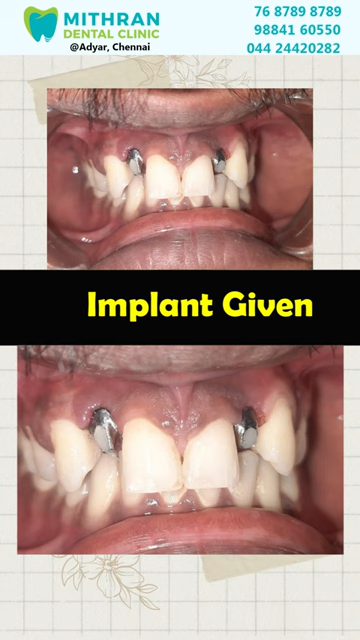 MITHRAN
DENTAL CLINIC
@Adyar, Chennai
76 8789 8789
98841 60550
044 24420282
Implant Given